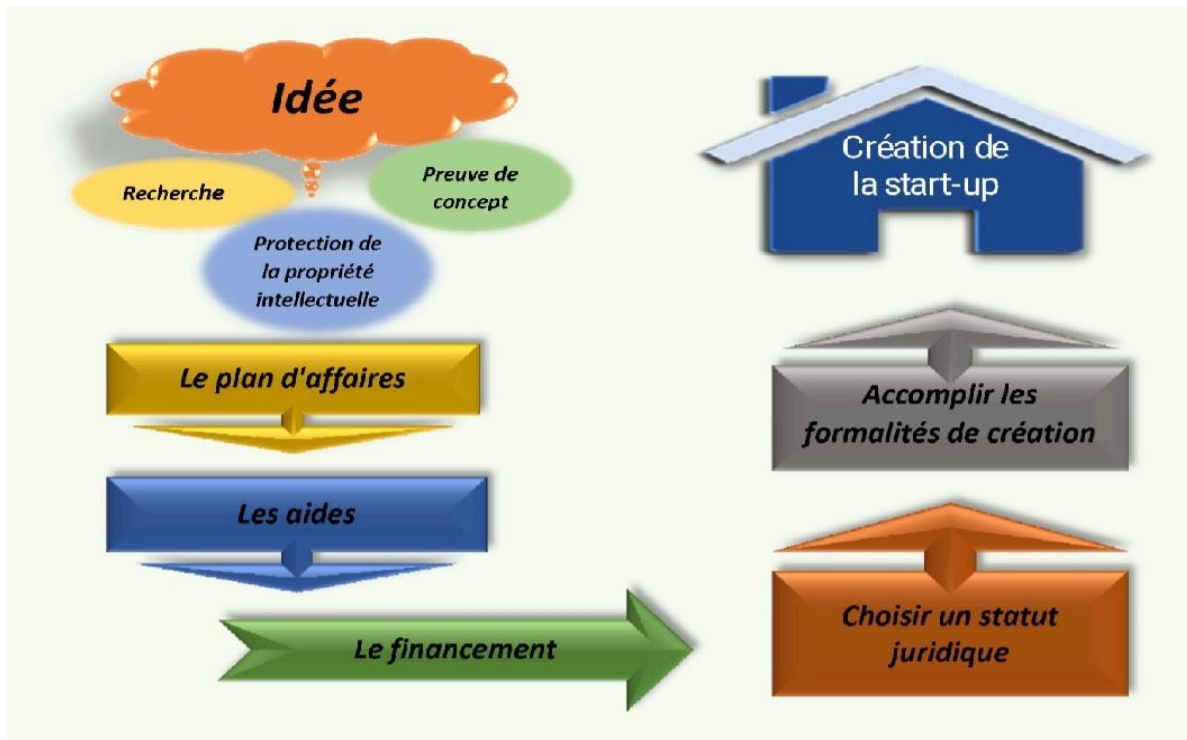 Idée
Recherche
Preuve de
concept
Protection de
la propriété
intellectuelle
Le plan d'affaires
Les aides
Le financement
Choisir un statut
juridique
Accomplir les
formalités de création
Création de
la start-up